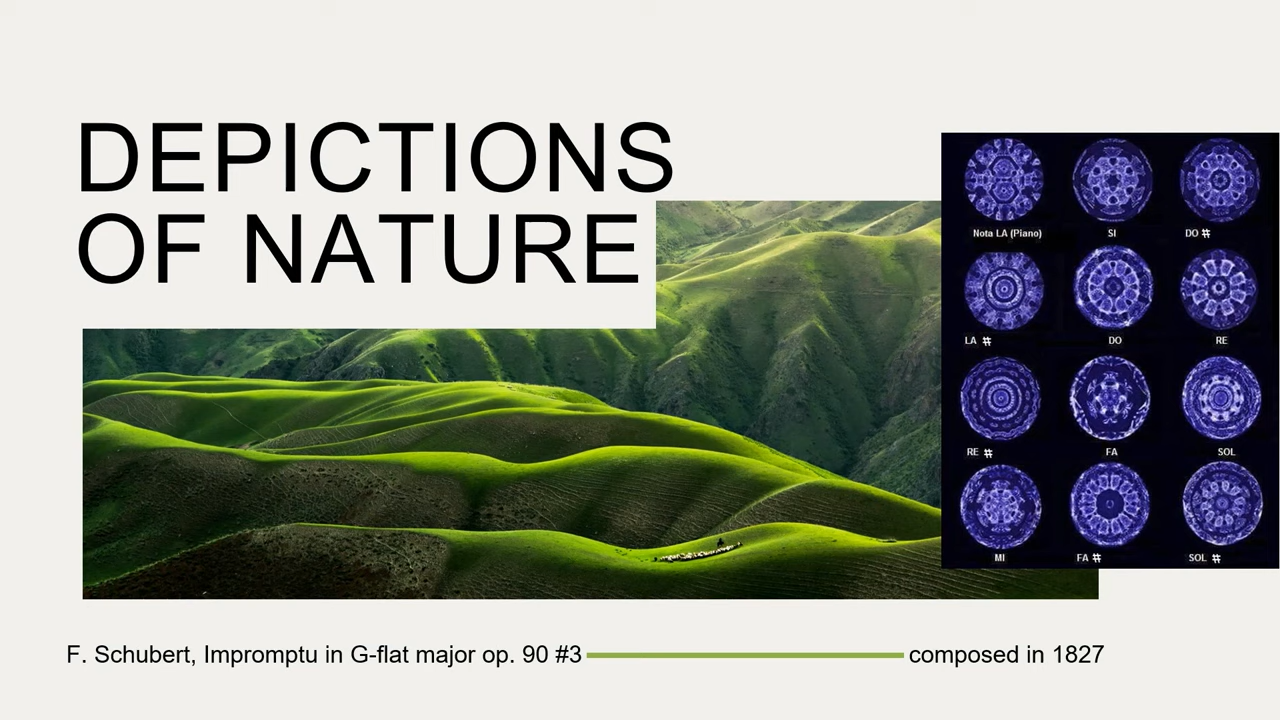 DEPICTIONS
OF NATURE
Nota LA (Piano) SI DO #
LA # DO RE
RE # FA SOL
MI FA # SOL #
F. Schubert, Impromptu in G-flat major op. 90 #3 composed in 1827